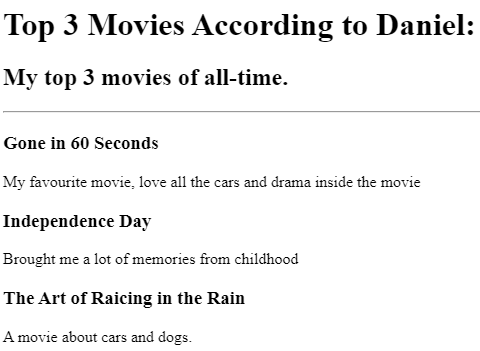 Top 3 Movies According to Daniel:
My top 3 movies of all-time.
Gone in 60 Seconds
My favourite movie, love all the cars and drama inside the movie
Independence Day
Brought me a lot of memories from childhood
The Art of Raicing in the Rain
A movie about cars and dogs.